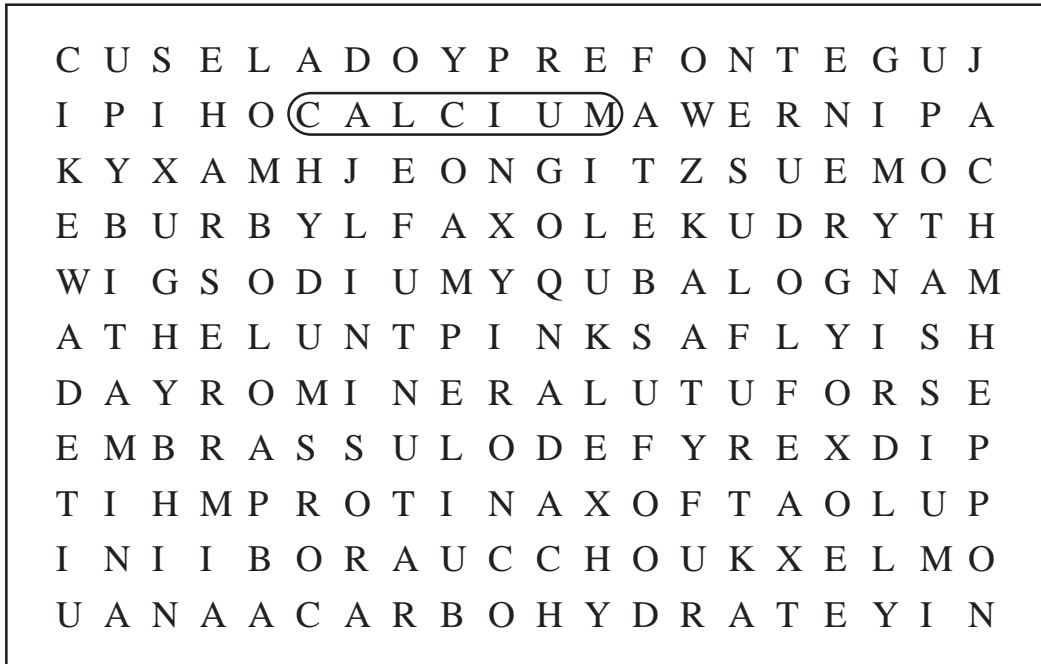 C U S E L A D O Y P R E F O N T E G U J
I P I H O C A L C I U M A W E R N I P A
K Y X A M H J E O N G I T Z S U E M O C
E B U R B Y L F A X O L E K U D R Y T H
W I G S O D I U M Y Q U B A L O G N A M
A T H E L U N T P I N K S A F L Y I S H
D A Y R O M I N E R A L U T U F O R S E
E M B R A S S U L O D E F Y R E X D I P
T I H M P R O T I N A X O F T A O L U P
I N I I B O R A U C C H O U K X E L M O
U A N A A C A R B O H Y D R A T E Y I N